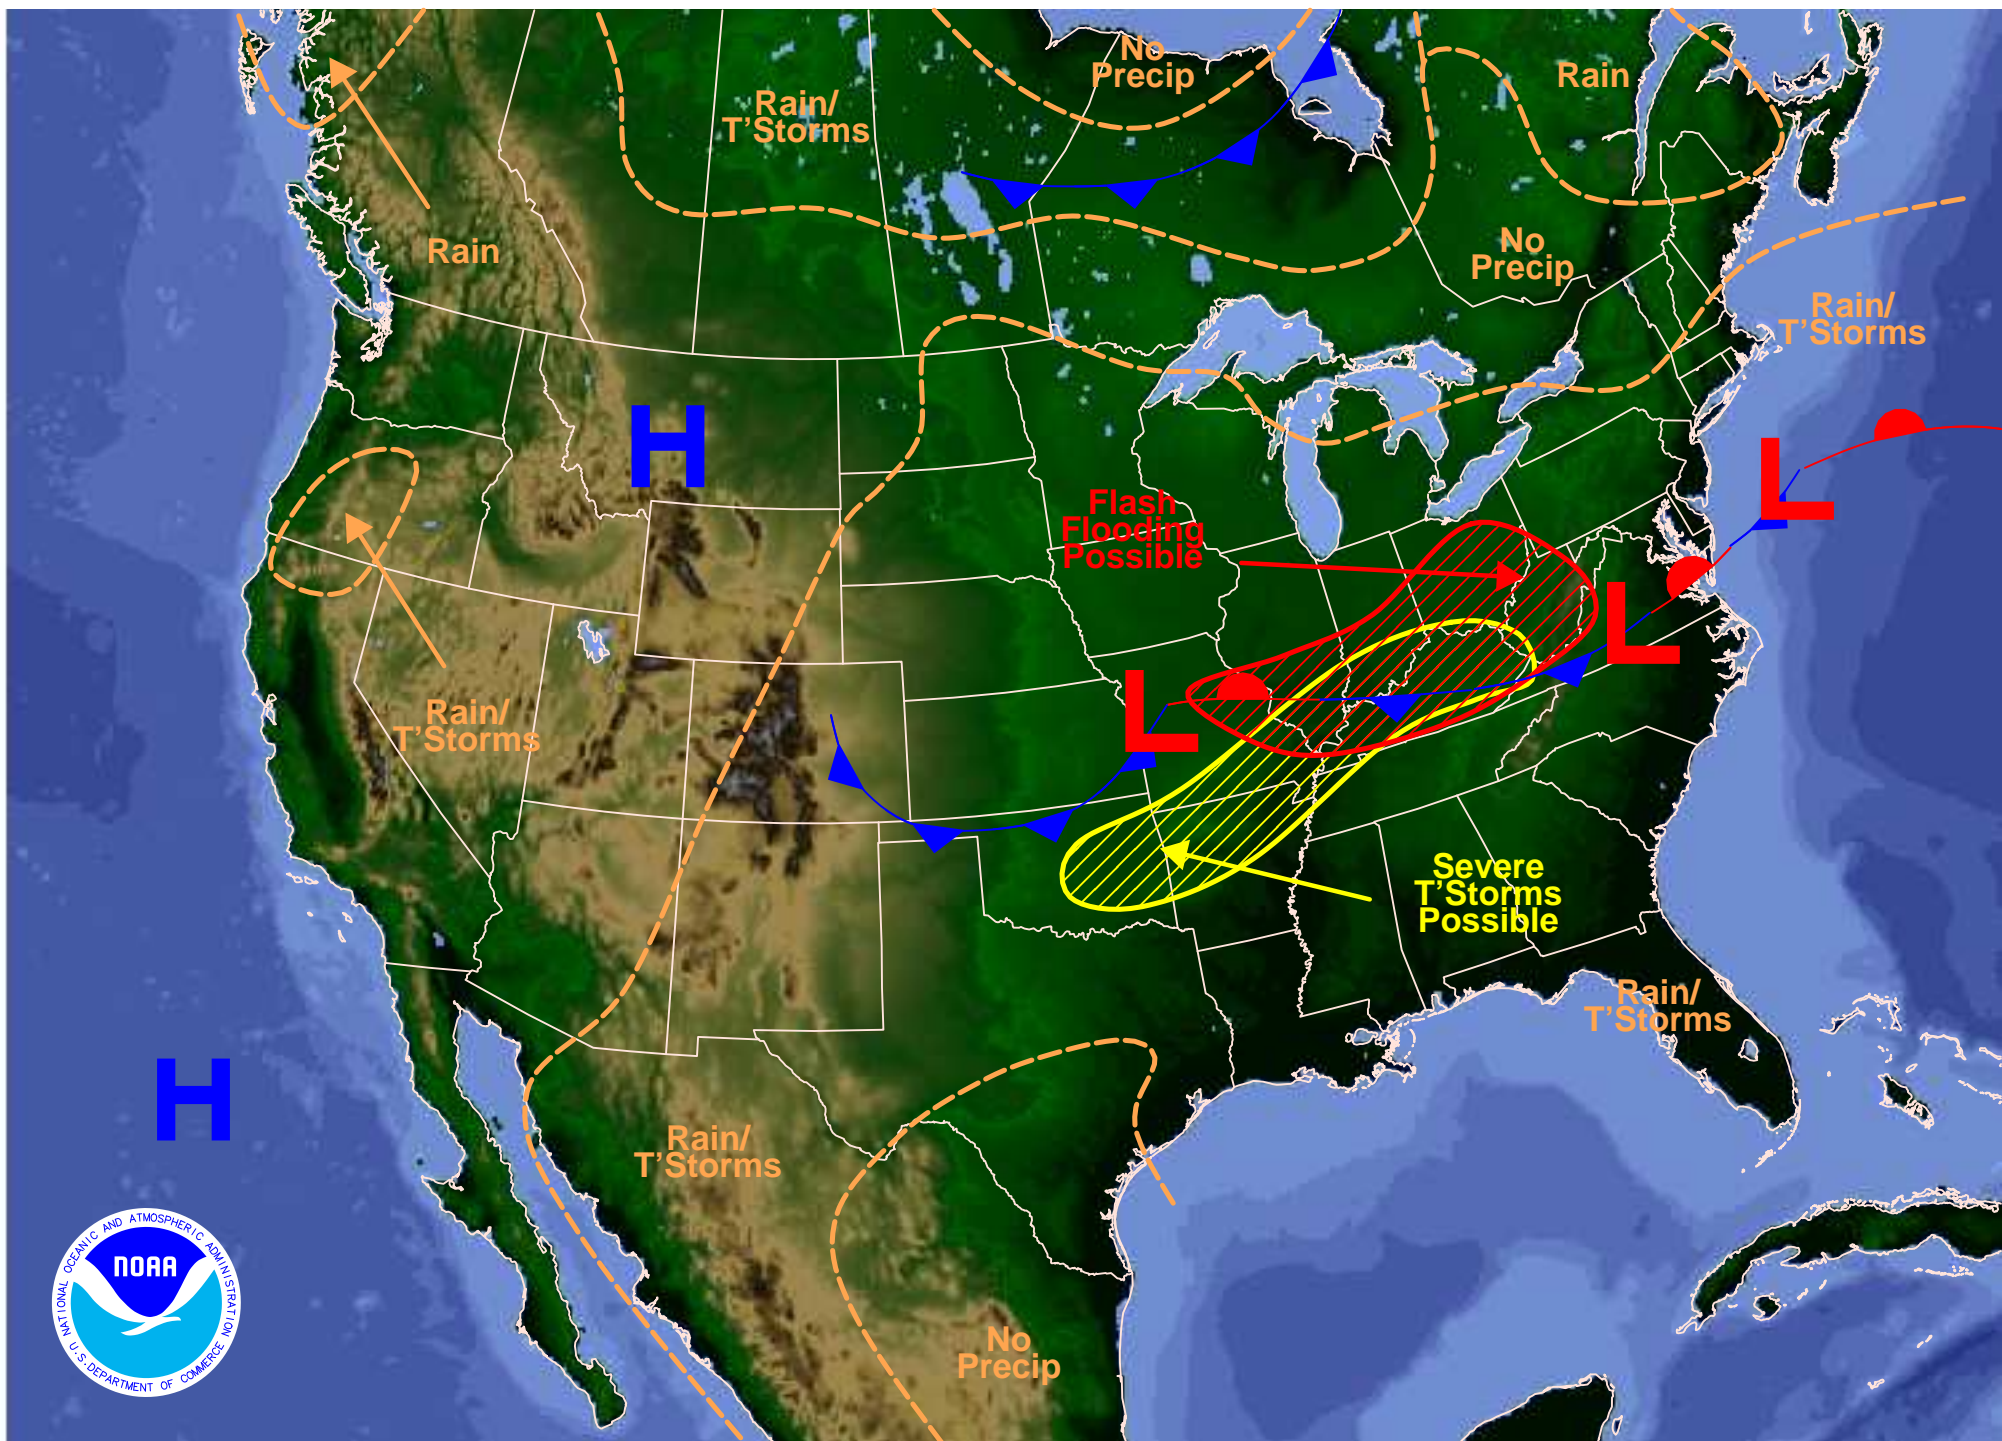 No
Precip
Rain
Rain/
T'Storms
Rain
No
Precip
Rain/
T'Storms
H
L
Flash
Flooding
Possible
L
L
Rain/
T'Storms
Severe
T'Storms
Possible
Rain/
T'Storms
H
Rain/
T'Storms
No
Precip
NATIONAL OCEANIC AND ATMOSPHERIC ADMINISTRATION
NOAA
U.S. DEPARTMENT OF COMMERCE